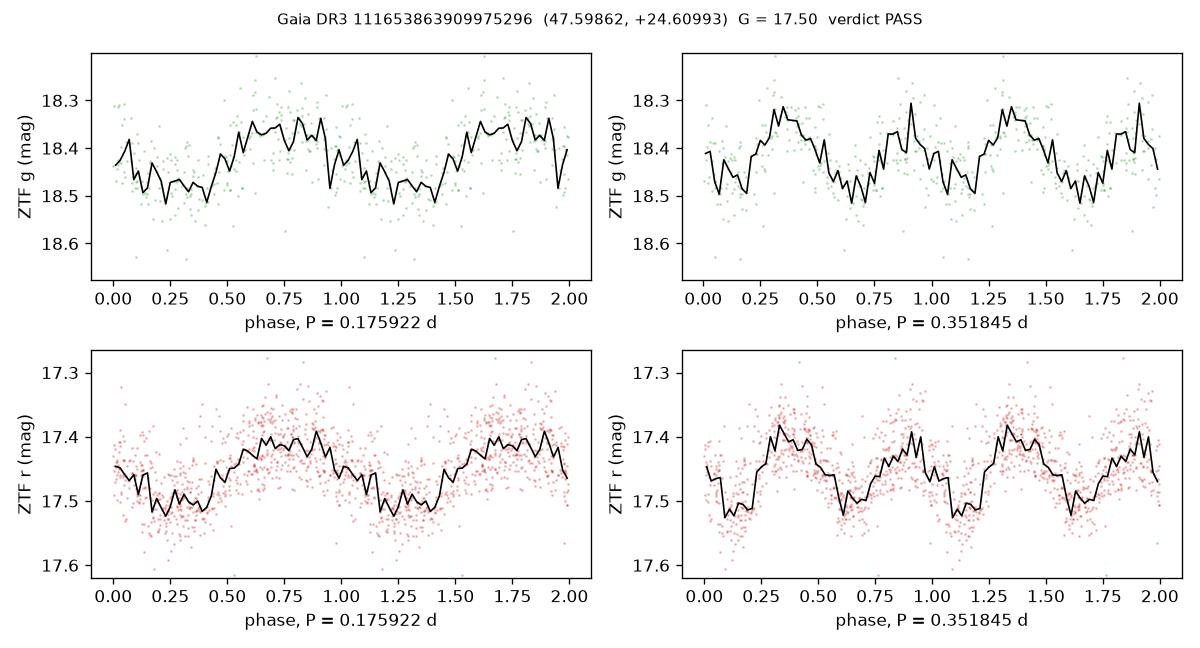 Gaia DR3 111653863909975296  (47.59862, +24.60993)  G = 17.50  verdict PASS
ZTF g (mag)
18.3
18.4
18.5
18.6
0.00 0.25 0.50 0.75 1.00 1.25 1.50 1.75 2.00
phase, P = 0.175922 d
ZTF g (mag)
18.3
18.4
18.5
18.6
0.00 0.25 0.50 0.75 1.00 1.25 1.50 1.75 2.00
phase, P = 0.351845 d
ZTF r (mag)
17.3
17.4
17.5
17.6
0.00 0.25 0.50 0.75 1.00 1.25 1.50 1.75 2.00
phase, P = 0.175922 d
ZTF r (mag)
17.3
17.4
17.5
17.6
0.00 0.25 0.50 0.75 1.00 1.25 1.50 1.75 2.00
phase, P = 0.351845 d